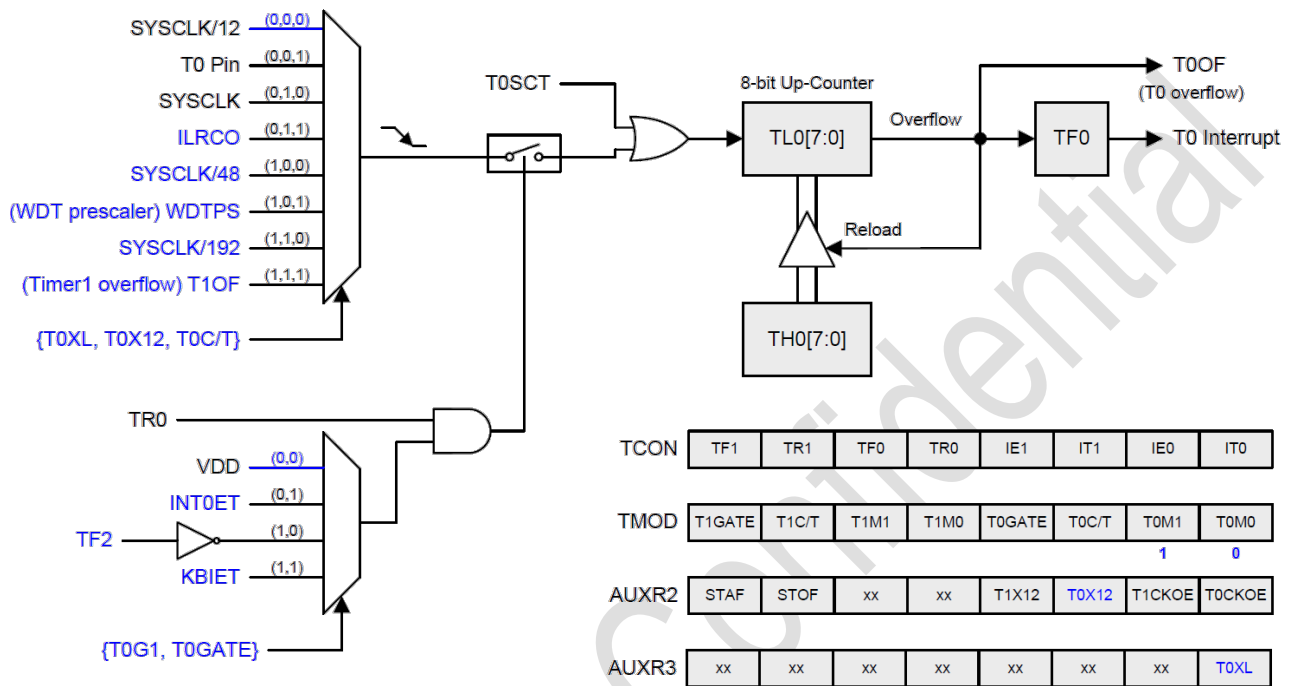 SYSCLK/12 (0,0,0)
T0 Pin (0,0,1)
SYSCLK (0,1,0)
ILRCO (0,1,1)
SYSCLK/48 (1,0,0)
(WDT prescaler) WDTPS (1,0,1)
SYSCLK/192 (1,1,0)
(Timer1 overflow) T1OF (1,1,1)
{T0XL, T0X12, T0C/T}
T0SCT
8-bit Up-Counter
TL0[7:0]
Overflow
T0OF
(T0 overflow)
TF0
T0 Interrupt
Reload
TH0[7:0]
TR0
VDD (0,0)
INT0ET (0,1)
TF2 (1,0)
KBIET (1,1)
{T0G1, T0GATE}
TCON TF1 TR1 TF0 TR0 IE1 IT1 IE0 IT0
TMOD T1GATE T1C/T T1M1 T1M0 T0GATE T0C/T T0M1 T0M0
1 0
AUXR2 STAF STOF xx xx T1X12 T0X12 T1CKOE T0CKOE
AUXR3 xx xx xx xx xx xx xx T0XL
Confidential